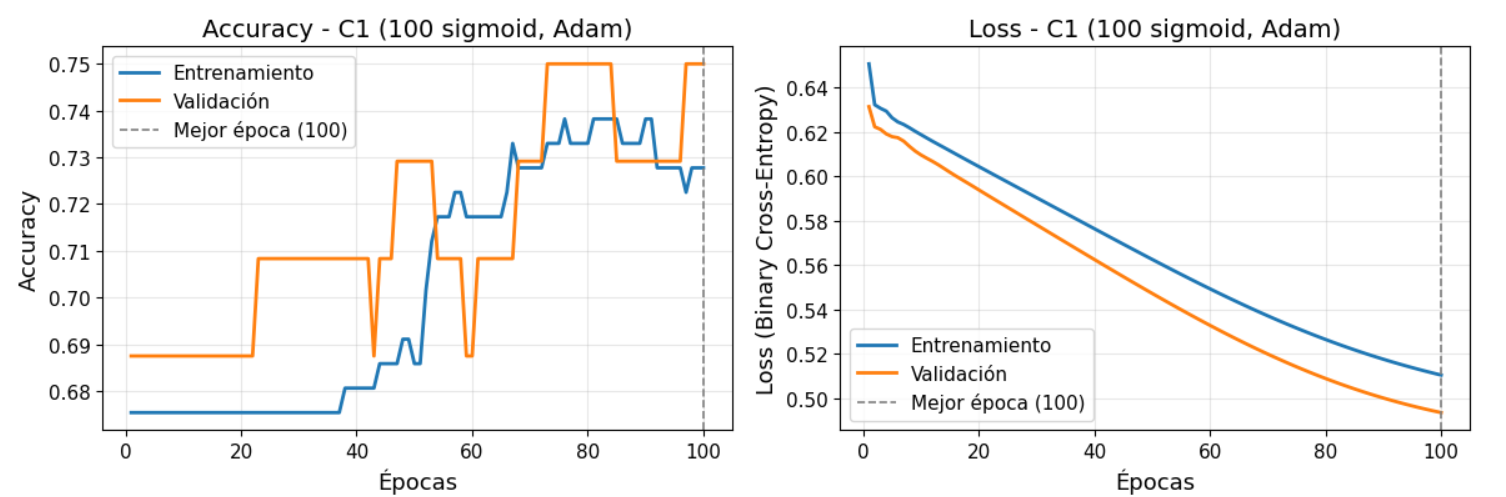 Accuracy - C1 (100 sigmoid, Adam)
Entrenamiento
Validación
Mejor época (100)
0.75
0.74
0.73
0.72
0.71
0.70
0.69
0.68
Accuracy
0
20
40
60
80
100
Épocas
Loss - C1 (100 sigmoid, Adam)
0.64
0.62
0.60
0.58
0.56
0.54
0.52
0.50
Loss (Binary Cross-Entropy)
Entrenamiento
Validación
Mejor época (100)
0
20
40
60
80
100
Épocas